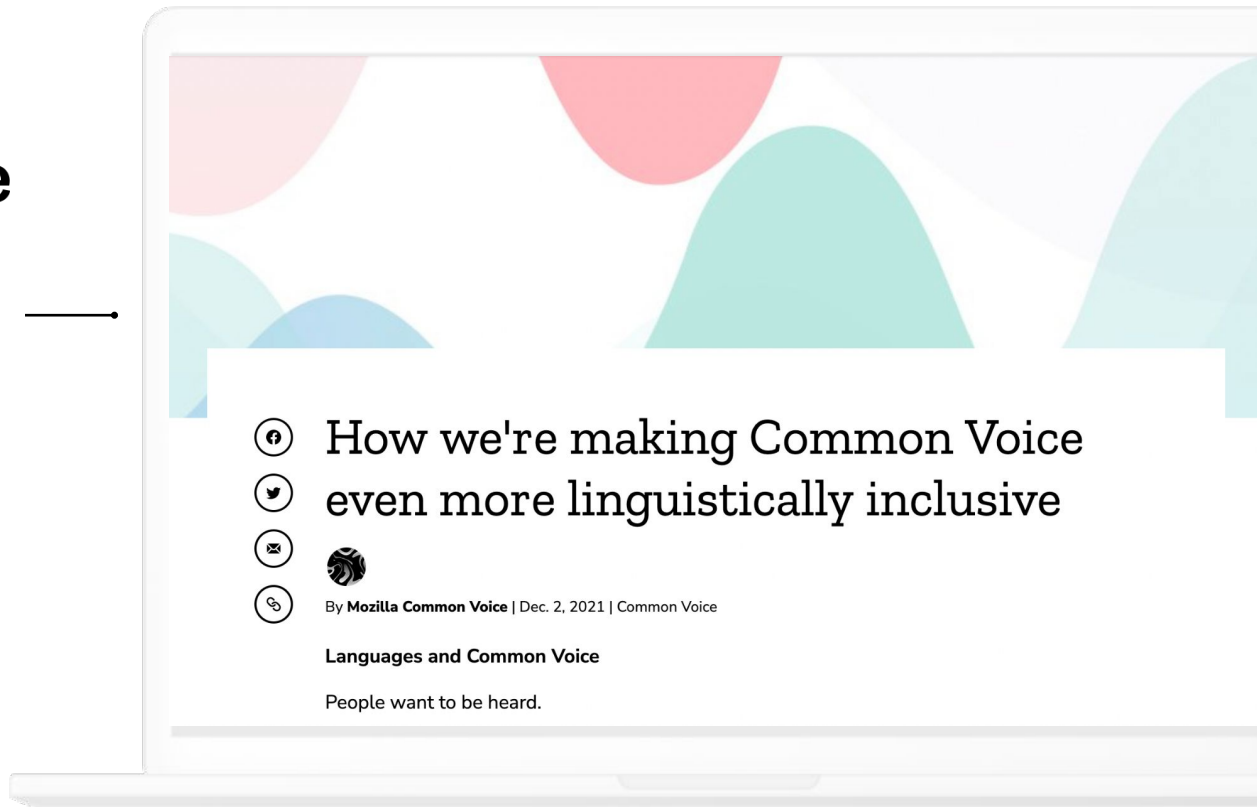 e
How we're making Common Voice
even more linguistically inclusive
By Mozilla Common Voice | Dec. 2, 2021 | Common Voice
Languages and Common Voice
People want to be heard.